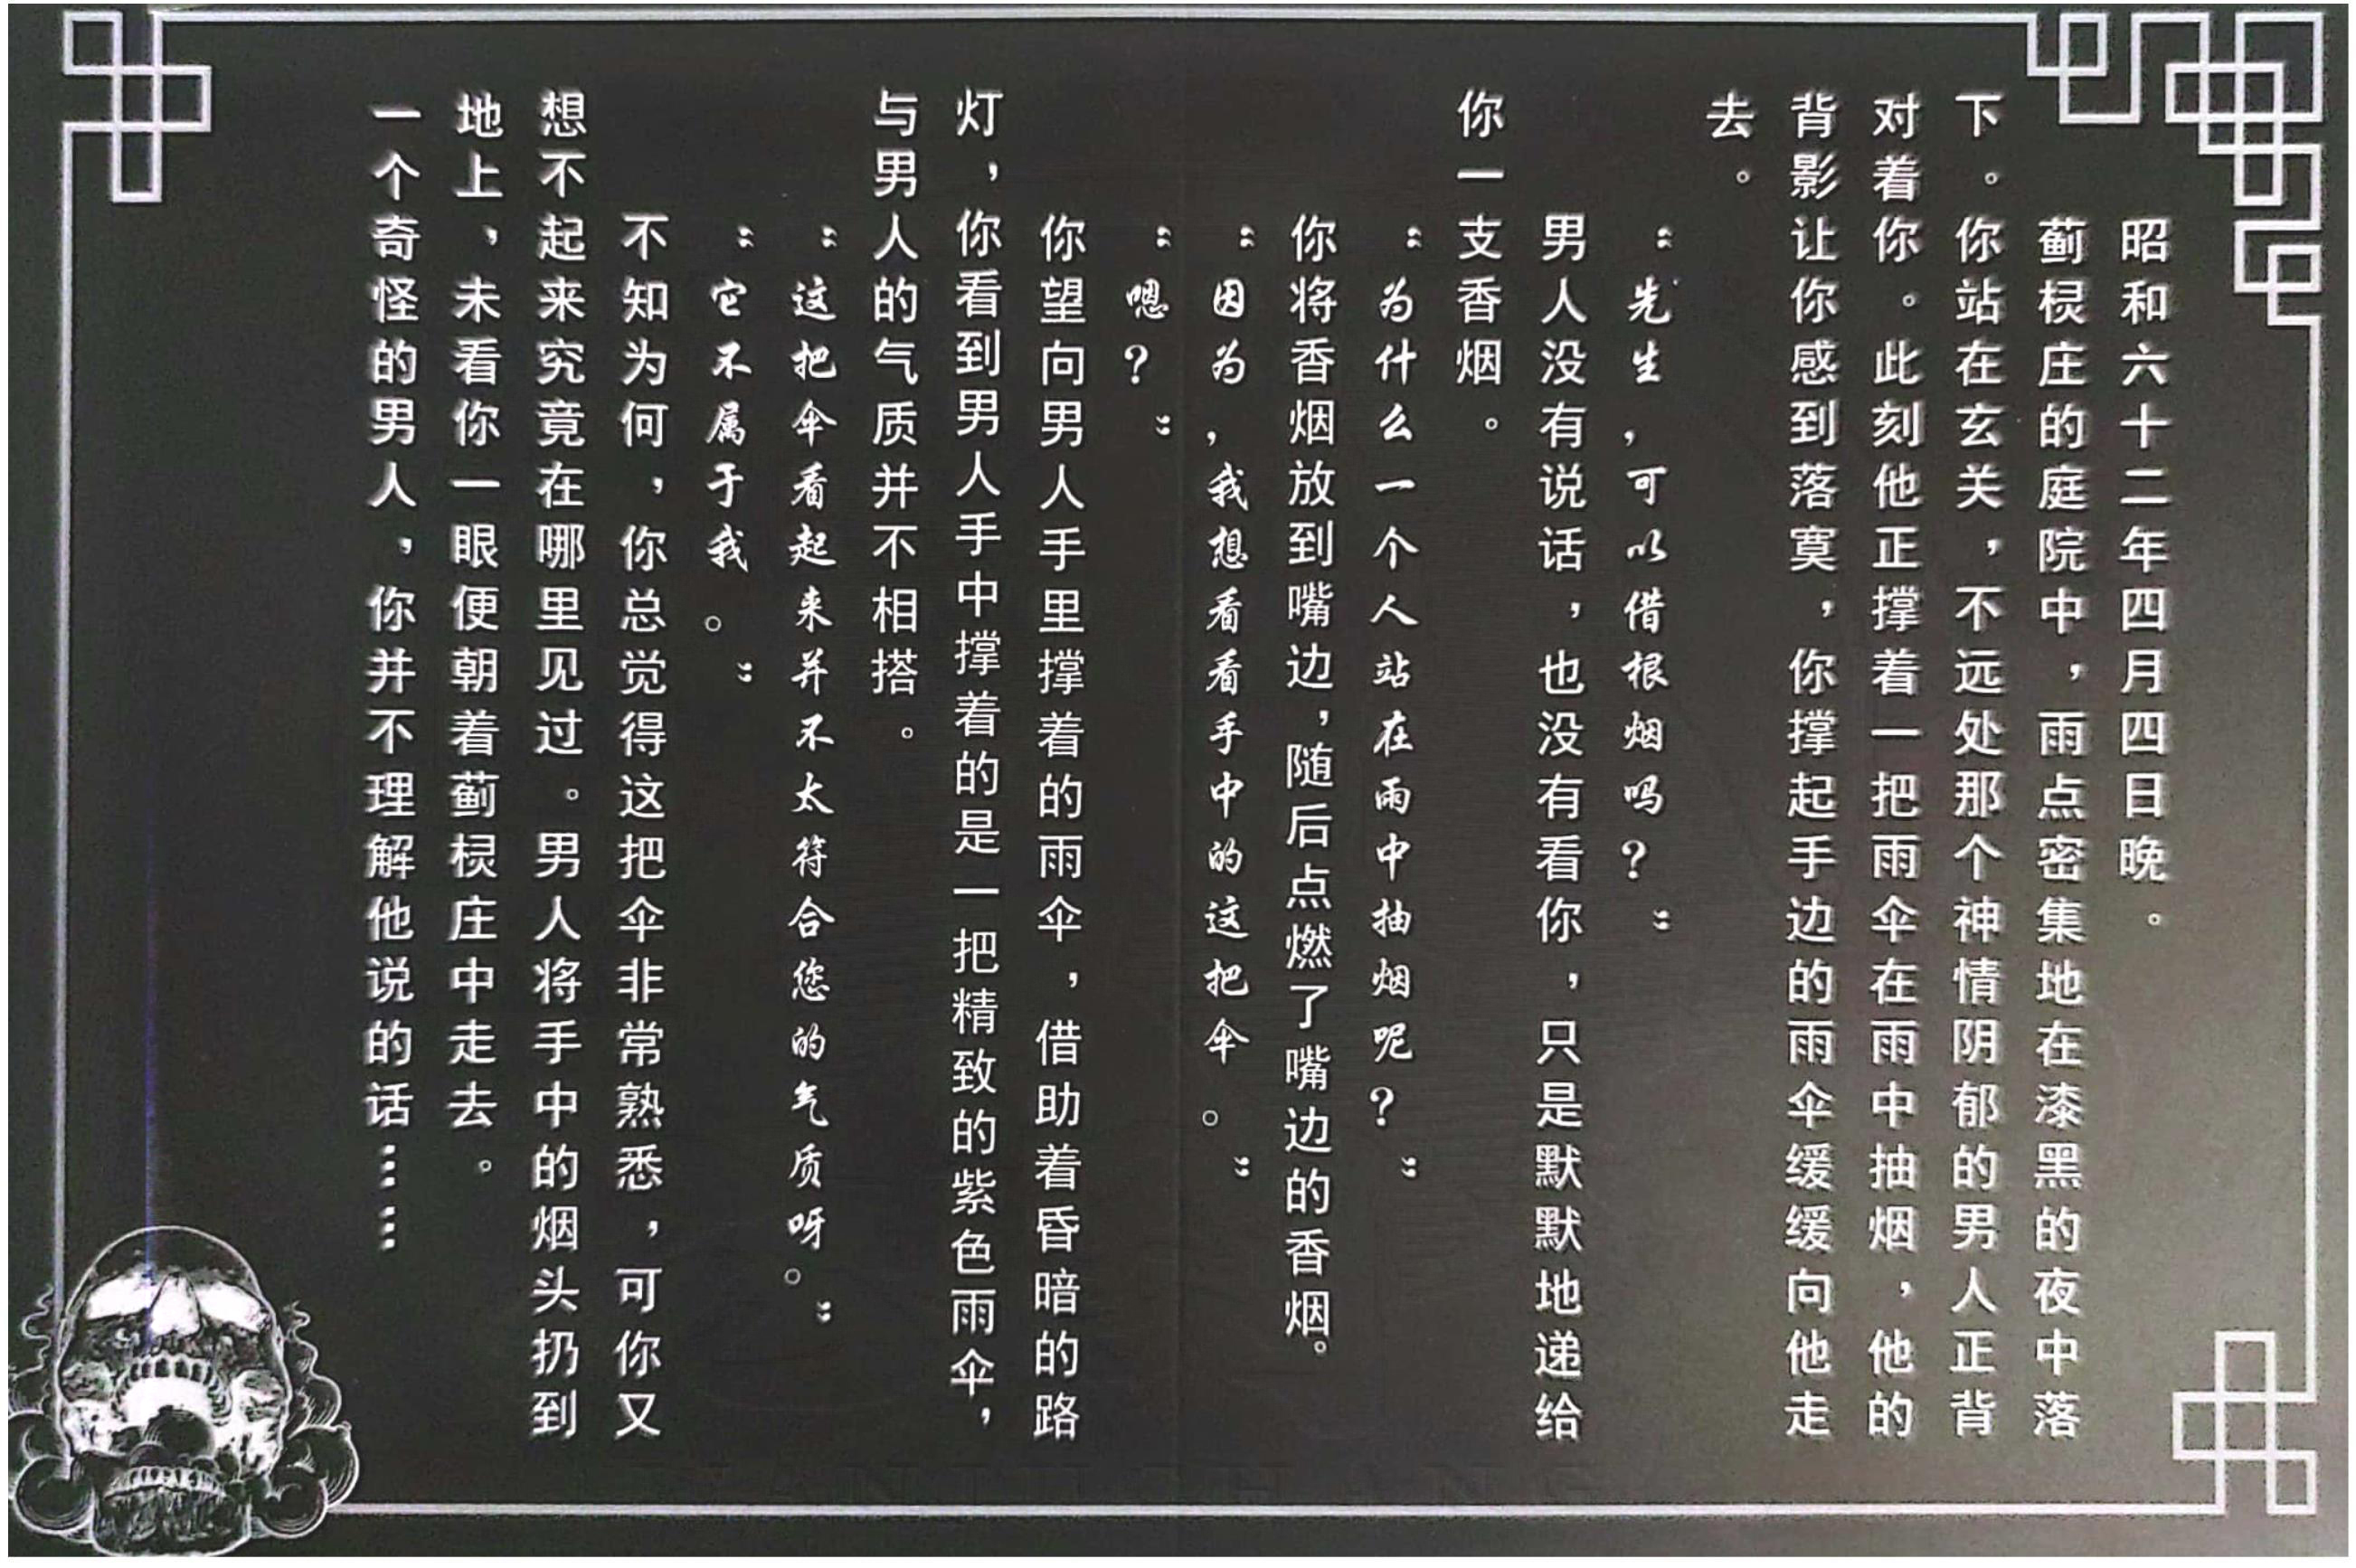 昭和六十二年四月四日晚。
蓟棂庄的庭院中，雨点密集地在漆黑的夜中落
下。你站在玄关，不远处那个神情阴郁的男人正背
对着你。此刻他正撑着一把雨伞在雨中抽烟，他的
背影让你感到落寞，你撑起手边的雨伞缓缓向他走
去。
“先生，可以借根烟吗？”
男人没有说话，也没有看你，只是默默地递给
你一支香烟。
“为什么一个人站在雨中抽烟呢？”
你将香烟放到嘴边，随后点燃了嘴边的香烟。
“因为，我想看看手中的这把伞。”
“嗯？”
你望向男人手里撑着的雨伞，借助着昏暗的路
灯，你看到男人手中撑着的是一把精致的紫色雨伞，
与男人的气质并不相搭。
“这把伞看起来并不太符合您的气质呀。”
“它不属于我。”
不知为何，你总觉得这把伞非常熟悉，可你又
想不起来究竟在哪里见过。男人将手中的烟头扔到
地上，未看你一眼便朝着蓟棂庄中走去。
一个奇怪的男人，你并不理解他说的话……